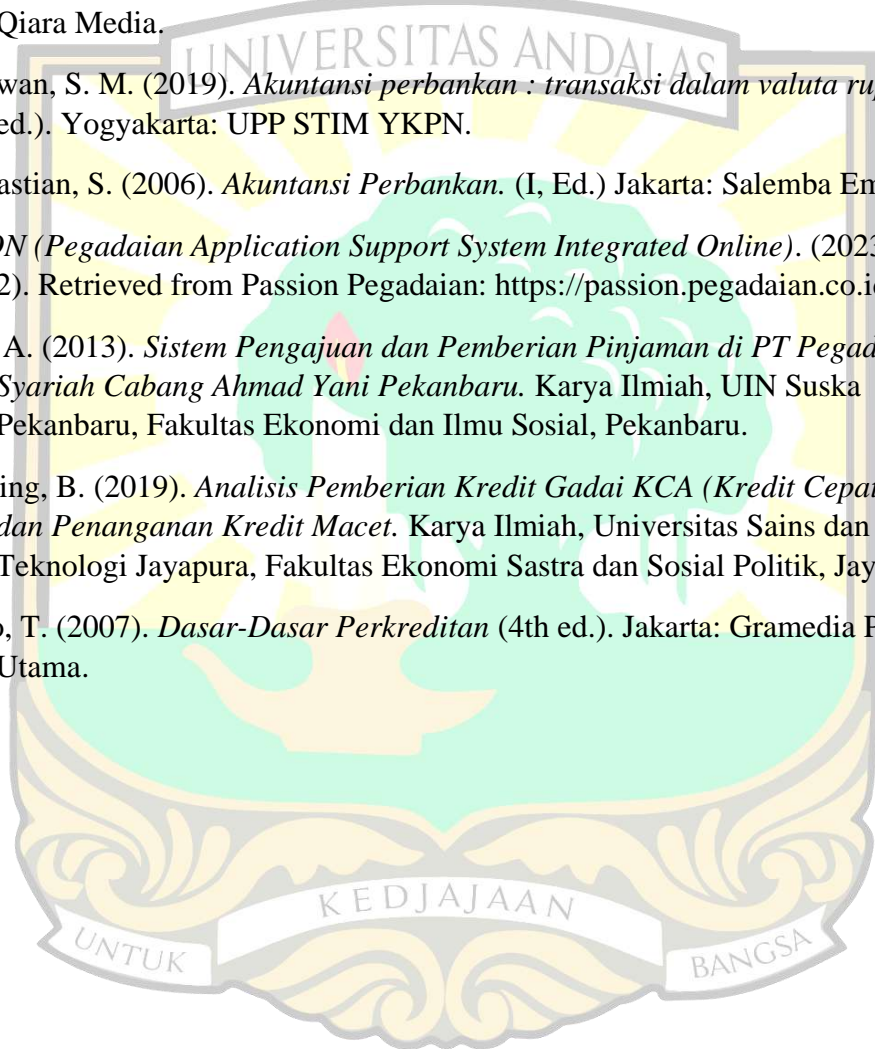 Qiara Media.
UNIVERSITAS ANDALAS
wan, S. M. (2019). Akuntansi perbankan : transaksi dalam valuta ru
ed.). Yogyakarta: UPP STIM YKPN.
astian, S. (2006). Akuntansi Perbankan. (I, Ed.) Jakarta: Salemba Em
ON (Pegadaian Application Support System Integrated Online). (2023
2). Retrieved from Passion Pegadaian: https://passion.pegadaian.co.id
A. (2013). Sistem Pengajuan dan Pemberian Pinjaman di PT Pegad
Syariah Cabang Ahmad Yani Pekanbaru. Karya Ilmiah, UIN Suska
Pekanbaru, Fakultas Ekonomi dan Ilmu Sosial, Pekanbaru.
ing, B. (2019). Analisis Pemberian Kredit Gadai KCA (Kredit Cepat
dan Penanganan Kredit Macet. Karya Ilmiah, Universitas Sains dan
Teknologi Jayapura, Fakultas Ekonomi Sastra dan Sosial Politik, Jay
o, T. (2007). Dasar-Dasar Perkreditan (4th ed.). Jakarta: Gramedia P
Utama.
UNTUK KEDJAJAAN BANGSA